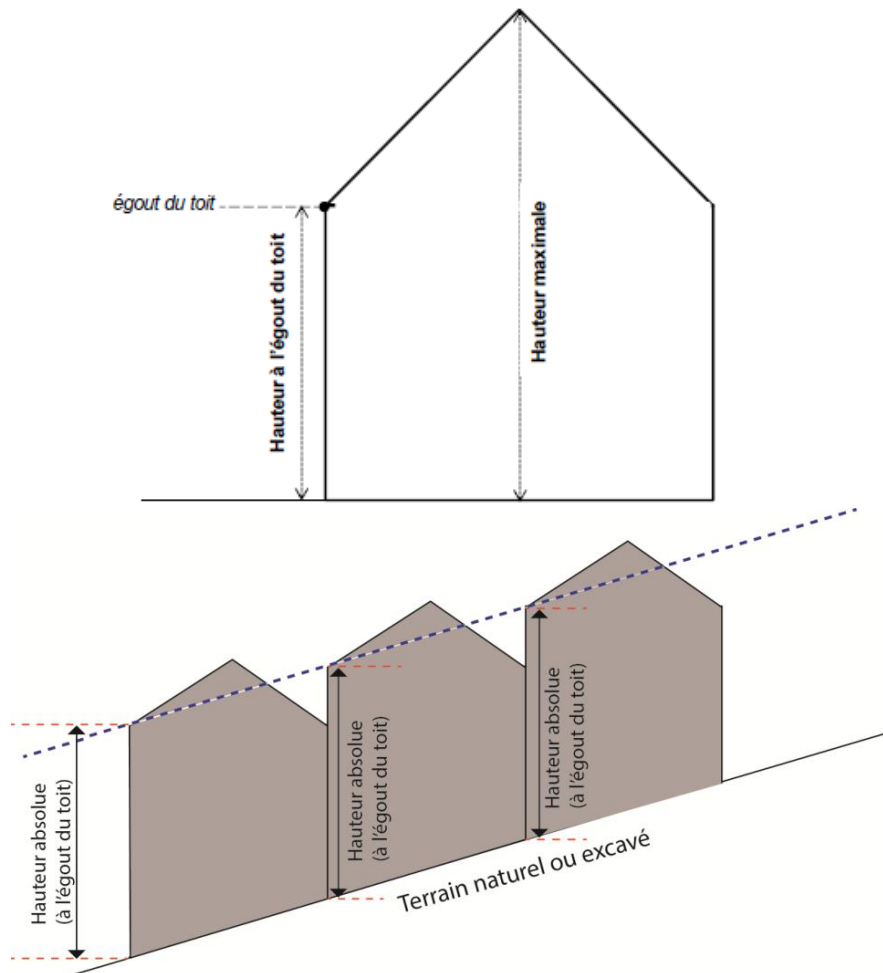 égout du toit
Hauteur à l'égout du toit
Hauteur maximale
Hauteur absolue
(à l'égout du toit)
Hauteur absolue
(à l'égout du toit)
Hauteur absolue
(à l'égout du toit)
Terrain naturel ou excavé